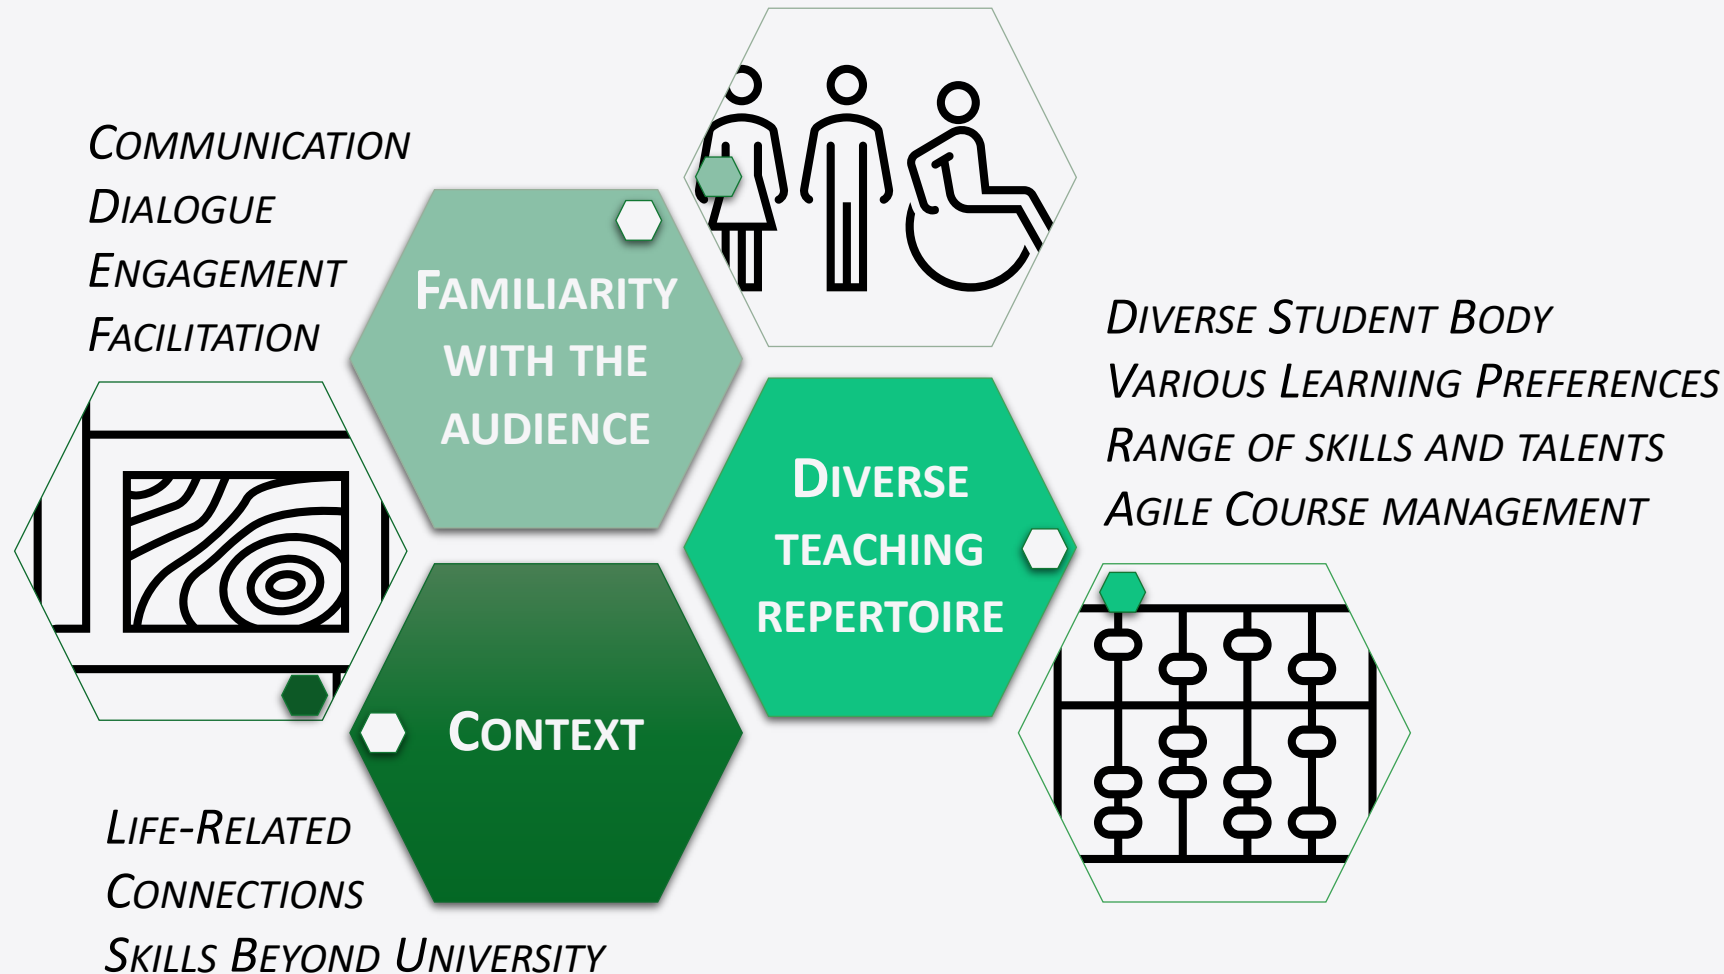 COMMUNICATION
DIALOGUE
ENGAGEMENT
FACILITATION
FAMILIARITY
WITH THE
AUDIENCE
DIVERSE
TEACHING
REPERTOIRE
DIVERSE STUDENT BODY
VARIOUS LEARNING PREFERENCES
RANGE OF SKILLS AND TALENTS
AGILE COURSE MANAGEMENT
CONTEXT
LIFE-RELATED
CONNECTIONS
SKILLS BEYOND UNIVERSITY